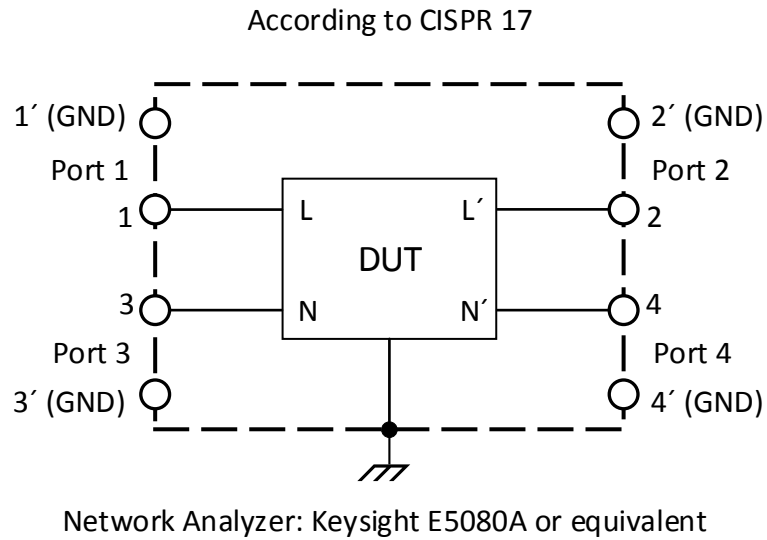 According to CISPR 17
1´ (GND)
2´ (GND)
Port 1
Port 2
1
L
L´
2
DUT
3
N
N´
4
Port 3
Port 4
3´ (GND)
4´ (GND)
Network Analyzer: Keysight E5080A or equivalent